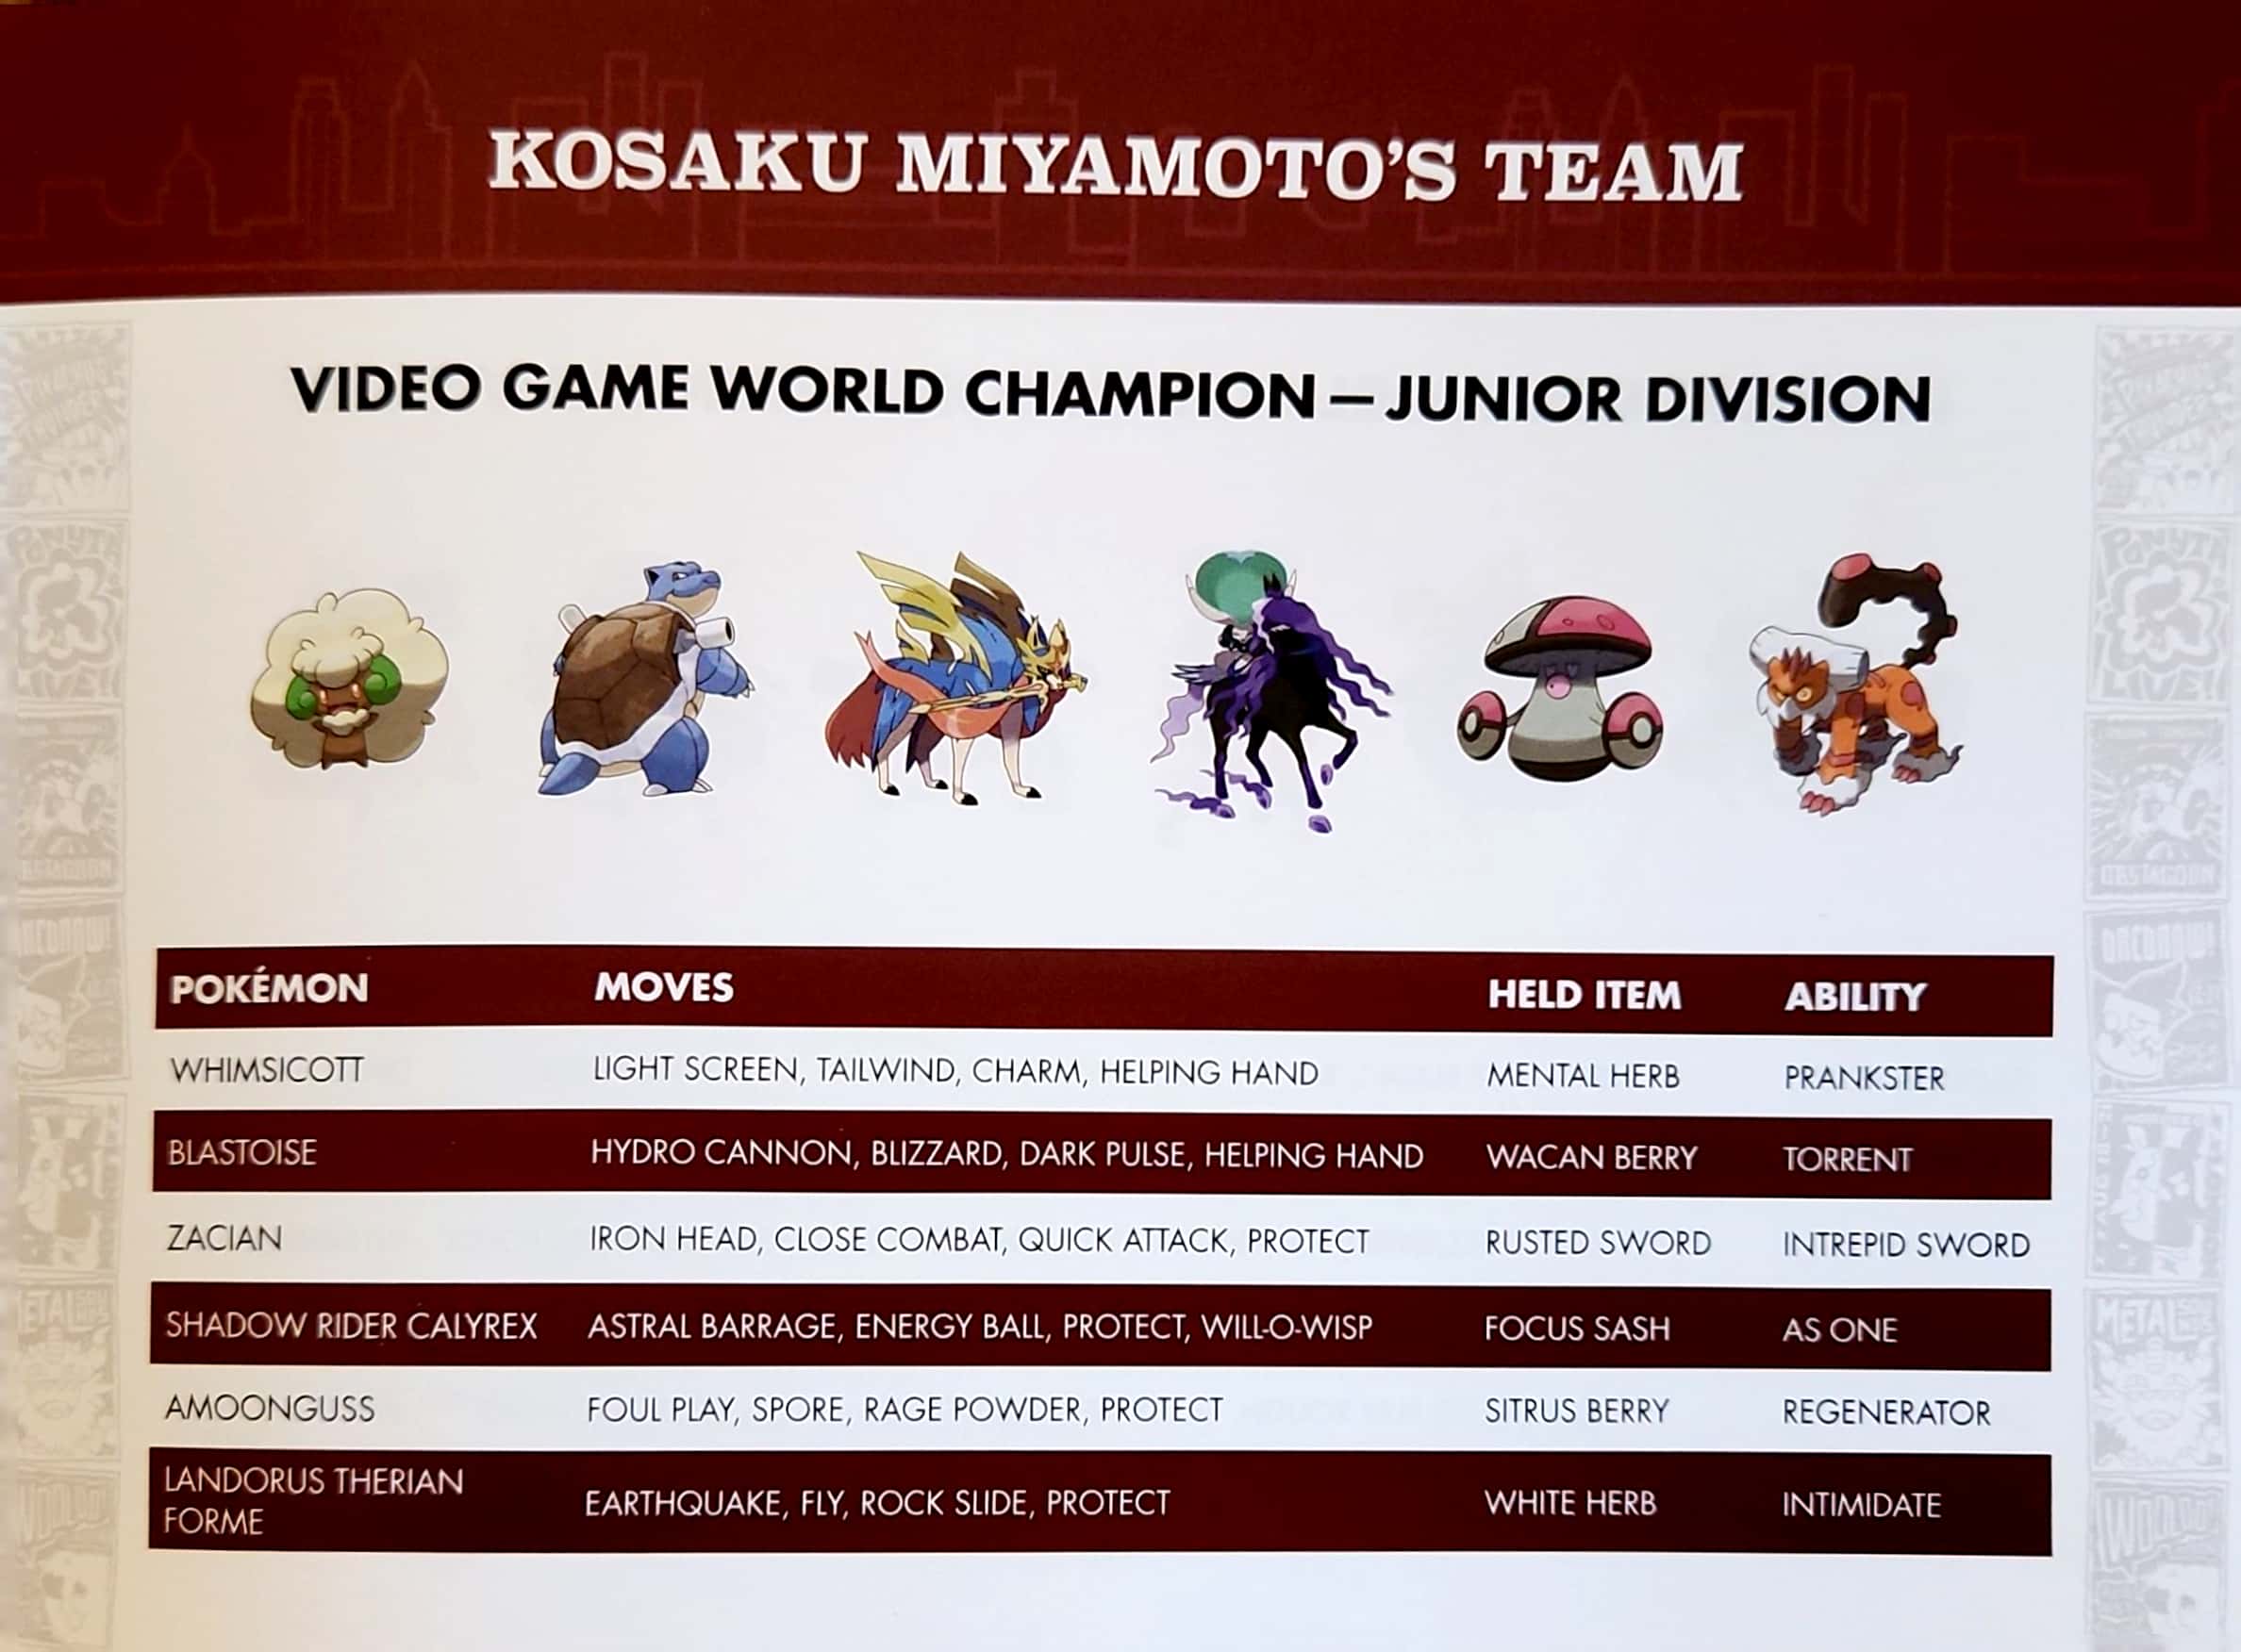 KOSAKU MIYAMOTO'S TEAM
VIDEO GAME WORLD CHAMPION—JUNIOR DIVISION
POKÉMON MOVES HELD ITEM ABILITY
WHIMSICOTT LIGHT SCREEN, TAILWIND, CHARM, HELPING HAND MENTAL HERB PRANKSTER
BLASTOISE HYDRO CANNON, BLIZZARD, DARK PULSE, HELPING HAND WACAN BERRY TORRENT
ZACIAN IRON HEAD, CLOSE COMBAT, QUICK ATTACK, PROTECT RUSTED SWORD INTREPID SWORD
SHADOW RIDER CALYREX ASTRAL BARRAGE, ENERGY BALL, PROTECT, WILL-O-WISP FOCUS SASH AS ONE
AMOONGUSS FOUL PLAY, SPORE, RAGE POWDER, PROTECT SITRUS BERRY REGENERATOR
LANDORUS THERIAN
FORME EARTHQUAKE, FLY, ROCK SLIDE, PROTECT WHITE HERB INTIMIDATE
PONYTA
LIVE!!
OBSTAGOON
METAL